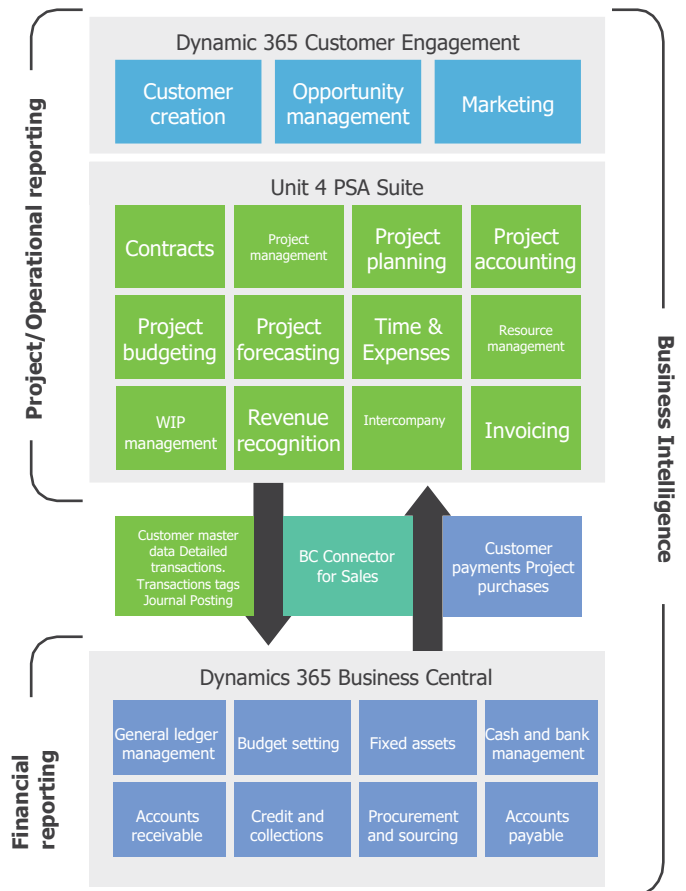 Dynamic 365 Customer Engagement
Customer
creation
Opportunity
management
Marketing
Project/Operational reporting
Unit 4 PSA Suite
Contracts
Project
management
Project
planning
Project
accounting
Project
budgeting
Project
forecasting
Time &
Expenses
Resource
management
WIP
management
Revenue
recognition
Intercompany
Invoicing
Business Intelligence
Customer master
data Detailed
transactions.
Transactions tags
Journal Posting
BC Connector
for Sales
Customer
payments Project
purchases
Dynamics 365 Business Central
Financial
reporting
General ledger
management
Budget setting
Fixed assets
Cash and bank
management
Accounts
receivable
Credit and
collections
Procurement
and sourcing
Accounts
payable